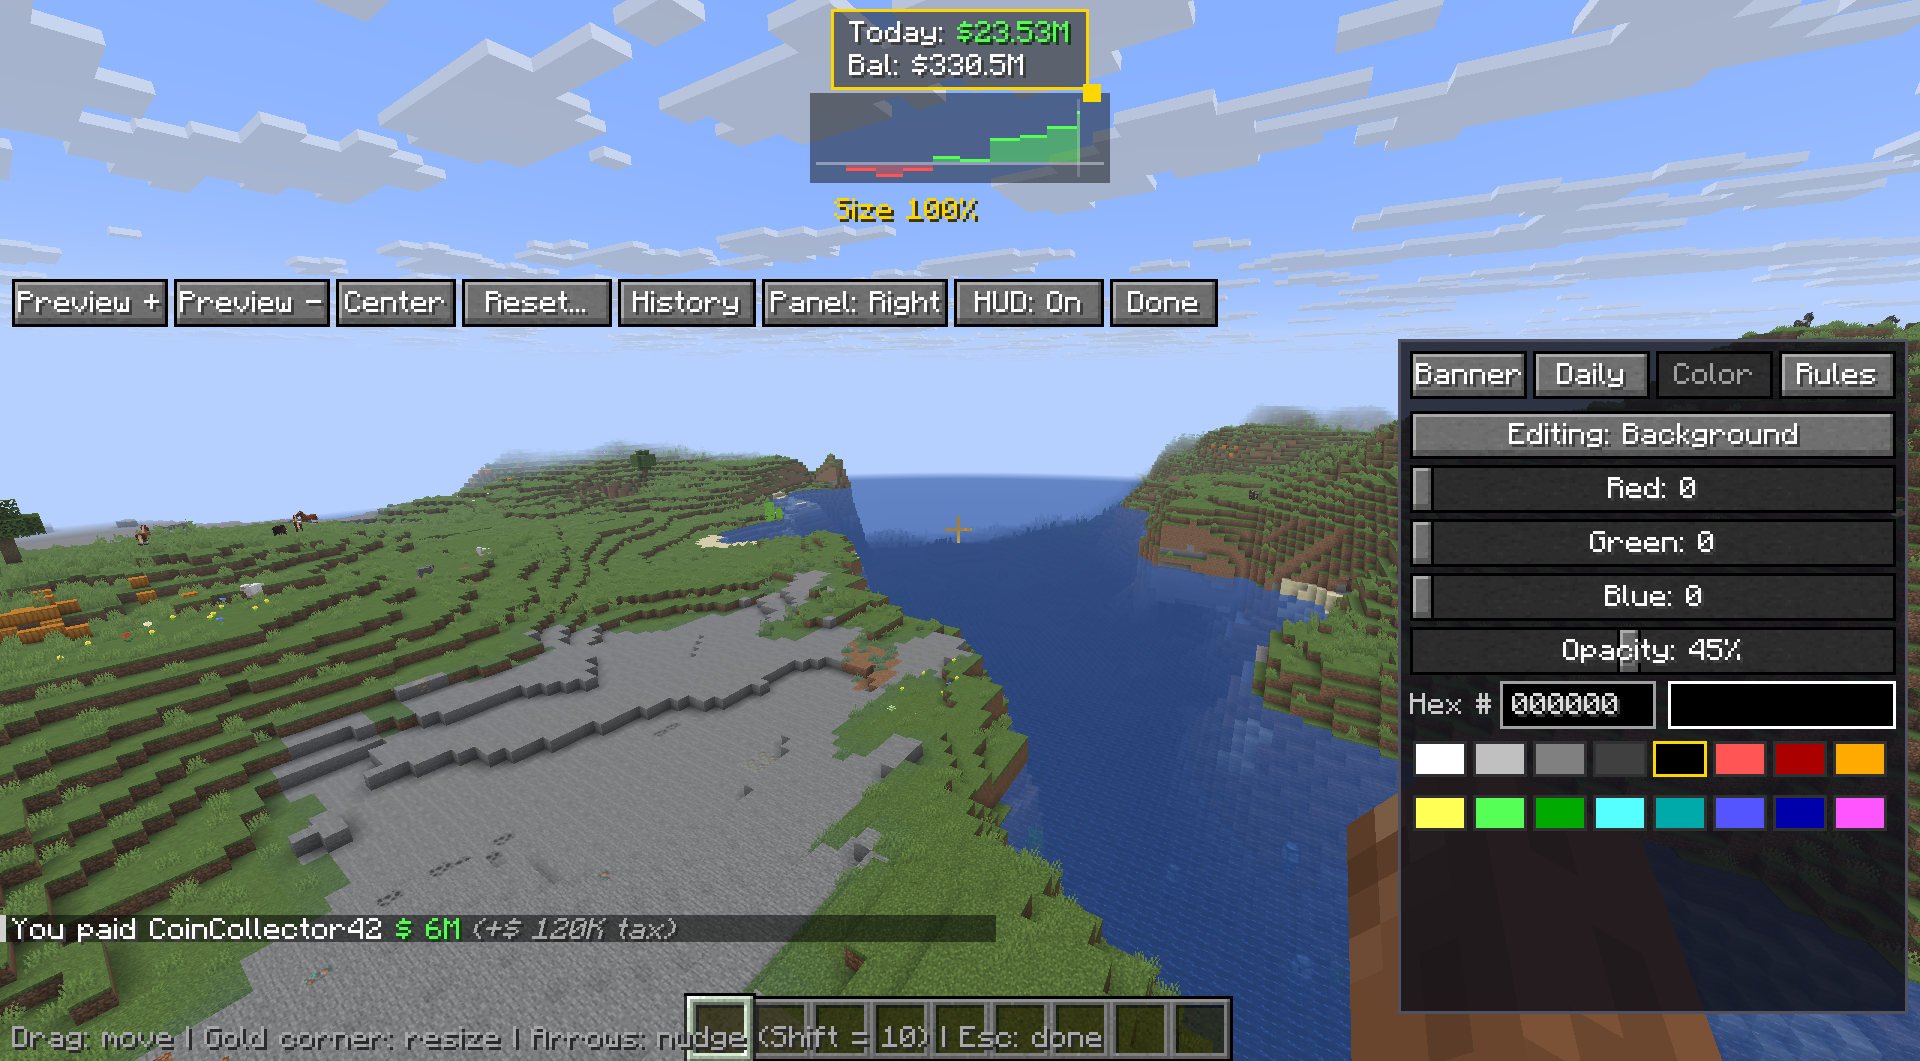 Today: $23.53M
Bal: $330.5M
Size 100%
Preview +
Preview -
Center
Reset...
History
Panel: Right
HUD: On
Done
Banner
Daily
Color
Rules
Editing: Background
Red: 0
Green: 0
Blue: 0
Opacity: 45%
Hex # 000000
You paid CoinCollector42 $ 6M (+$ 120K tax)
Drag: move | Gold corner: resize | Arrows: nudge (Shift = 10) | Esc: done